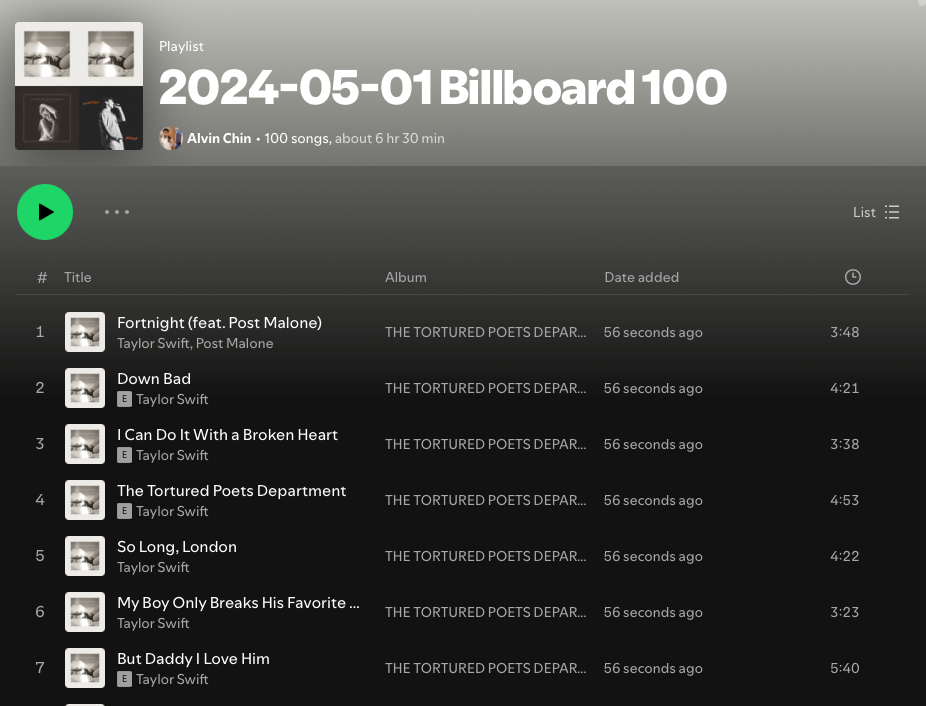 Playlist
2024-05-01 Billboard 100
Alvin Chin • 100 songs, about 6 hr 30 min
List
# Title Album Date added
1 Fortnight (feat. Post Malone) THE TORTURED POETS DEPAR... 56 seconds ago 3:48
Taylor Swift, Post Malone
2 Down Bad THE TORTURED POETS DEPAR... 56 seconds ago 4:21
E Taylor Swift
3 I Can Do It With a Broken Heart THE TORTURED POETS DEPAR... 56 seconds ago 3:38
E Taylor Swift
4 The Tortured Poets Department THE TORTURED POETS DEPAR... 56 seconds ago 4:53
E Taylor Swift
5 So Long, London THE TORTURED POETS DEPAR... 56 seconds ago 4:22
Taylor Swift
6 My Boy Only Breaks His Favorite ... THE TORTURED POETS DEPAR... 56 seconds ago 3:23
Taylor Swift
7 But Daddy I Love Him THE TORTURED POETS DEPAR... 56 seconds ago 5:40
E Taylor Swift